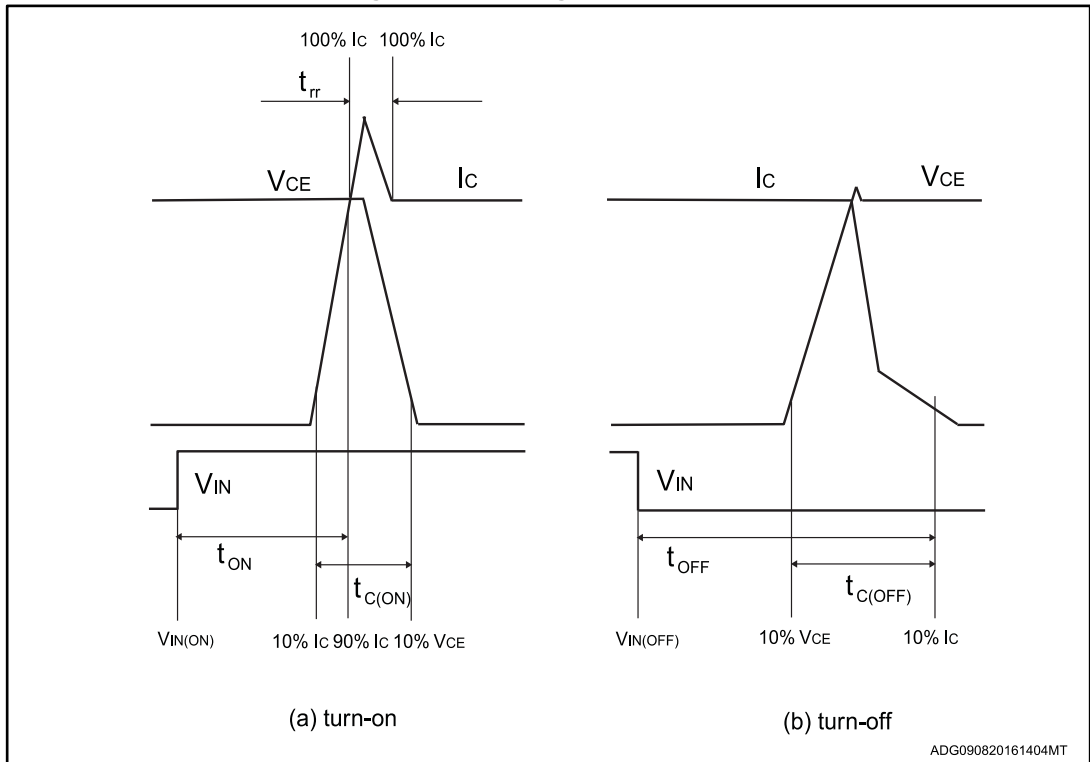 100% IC 100% IC
trr
VCE IC
VIN
tON
tC(ON)
VIN(ON) 10% IC 90% IC 10% VCE
(a) turn-on
IC VCE
VIN
tOFF
tC(OFF)
VIN(OFF) 10% VCE 10% IC
(b) turn-off
ADG090820161404MT